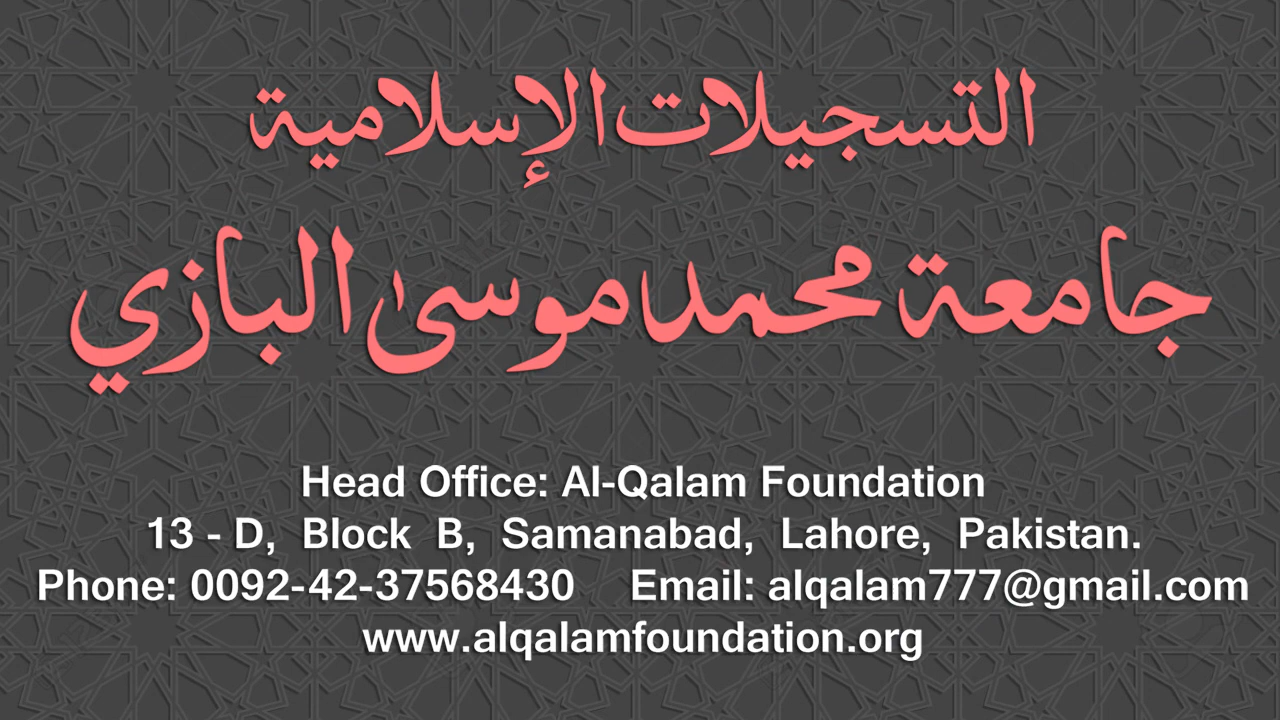 التسجيلات الإسلامية
جامعة محمد موسىٰ البازي
Head Office: Al-Qalam Foundation
13 - D, Block B, Samanabad, Lahore, Pakistan.
Phone: 0092-42-37568430 Email: alqalam777@gmail.com
www.alqalamfoundation.org